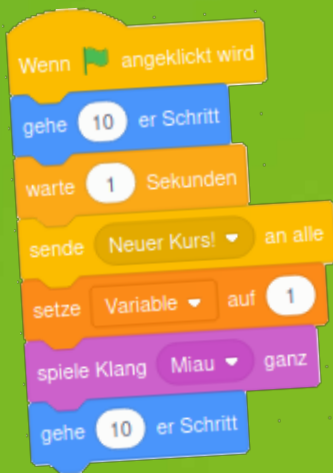 Wenn angeklickt wird
gehe 10 er Schritt
warte 1 Sekunden
sende Neuer Kurs! an alle
setze Variable auf 1
spiele Klang Miau ganz
gehe 10 er Schritt